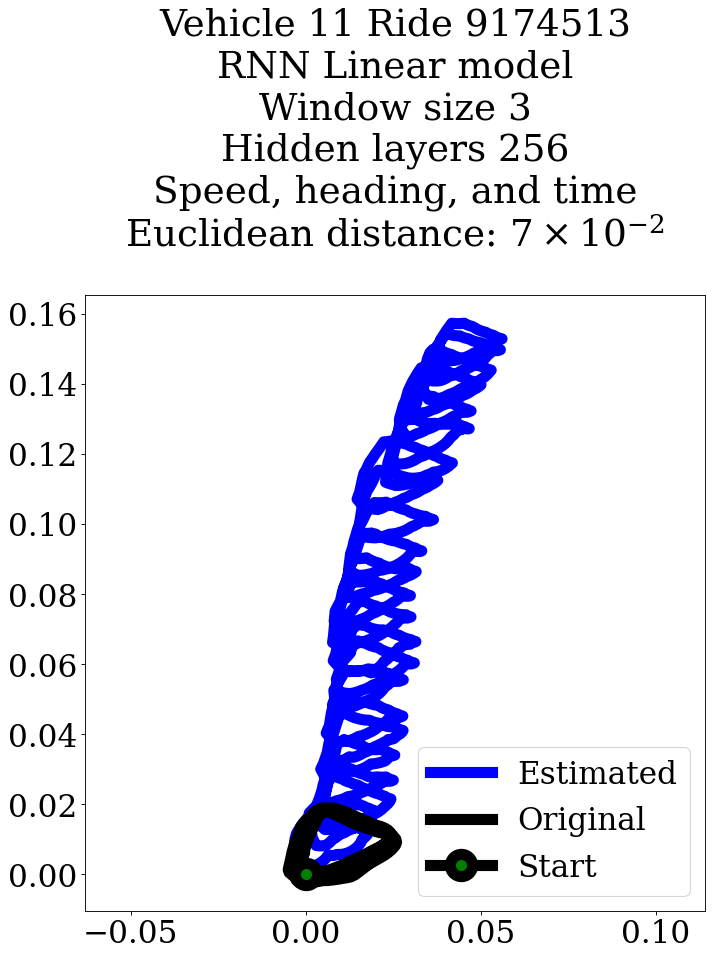 Vehicle 11 Ride 9174513
RNN Linear model
Window size 3
Hidden layers 256
Speed, heading, and time
Euclidean distance: 7 × 10⁻²
0.16
0.14
0.12
0.10
0.08
0.06
0.04
0.02
0.00
Estimated
Original
Start
−0.05 0.00 0.05 0.10